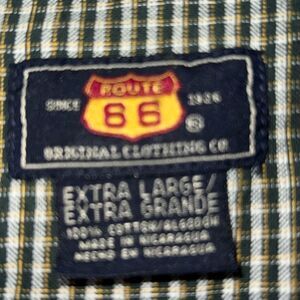 ROUTE
SINCE 66 1926
®
ORIGINAL CLOTHING CO
EXTRA LARGE/
EXTRA GRANDE
100% COTTON/ALGODON
MADE IN NICARAGUA
HECHO EN NICARAGUA